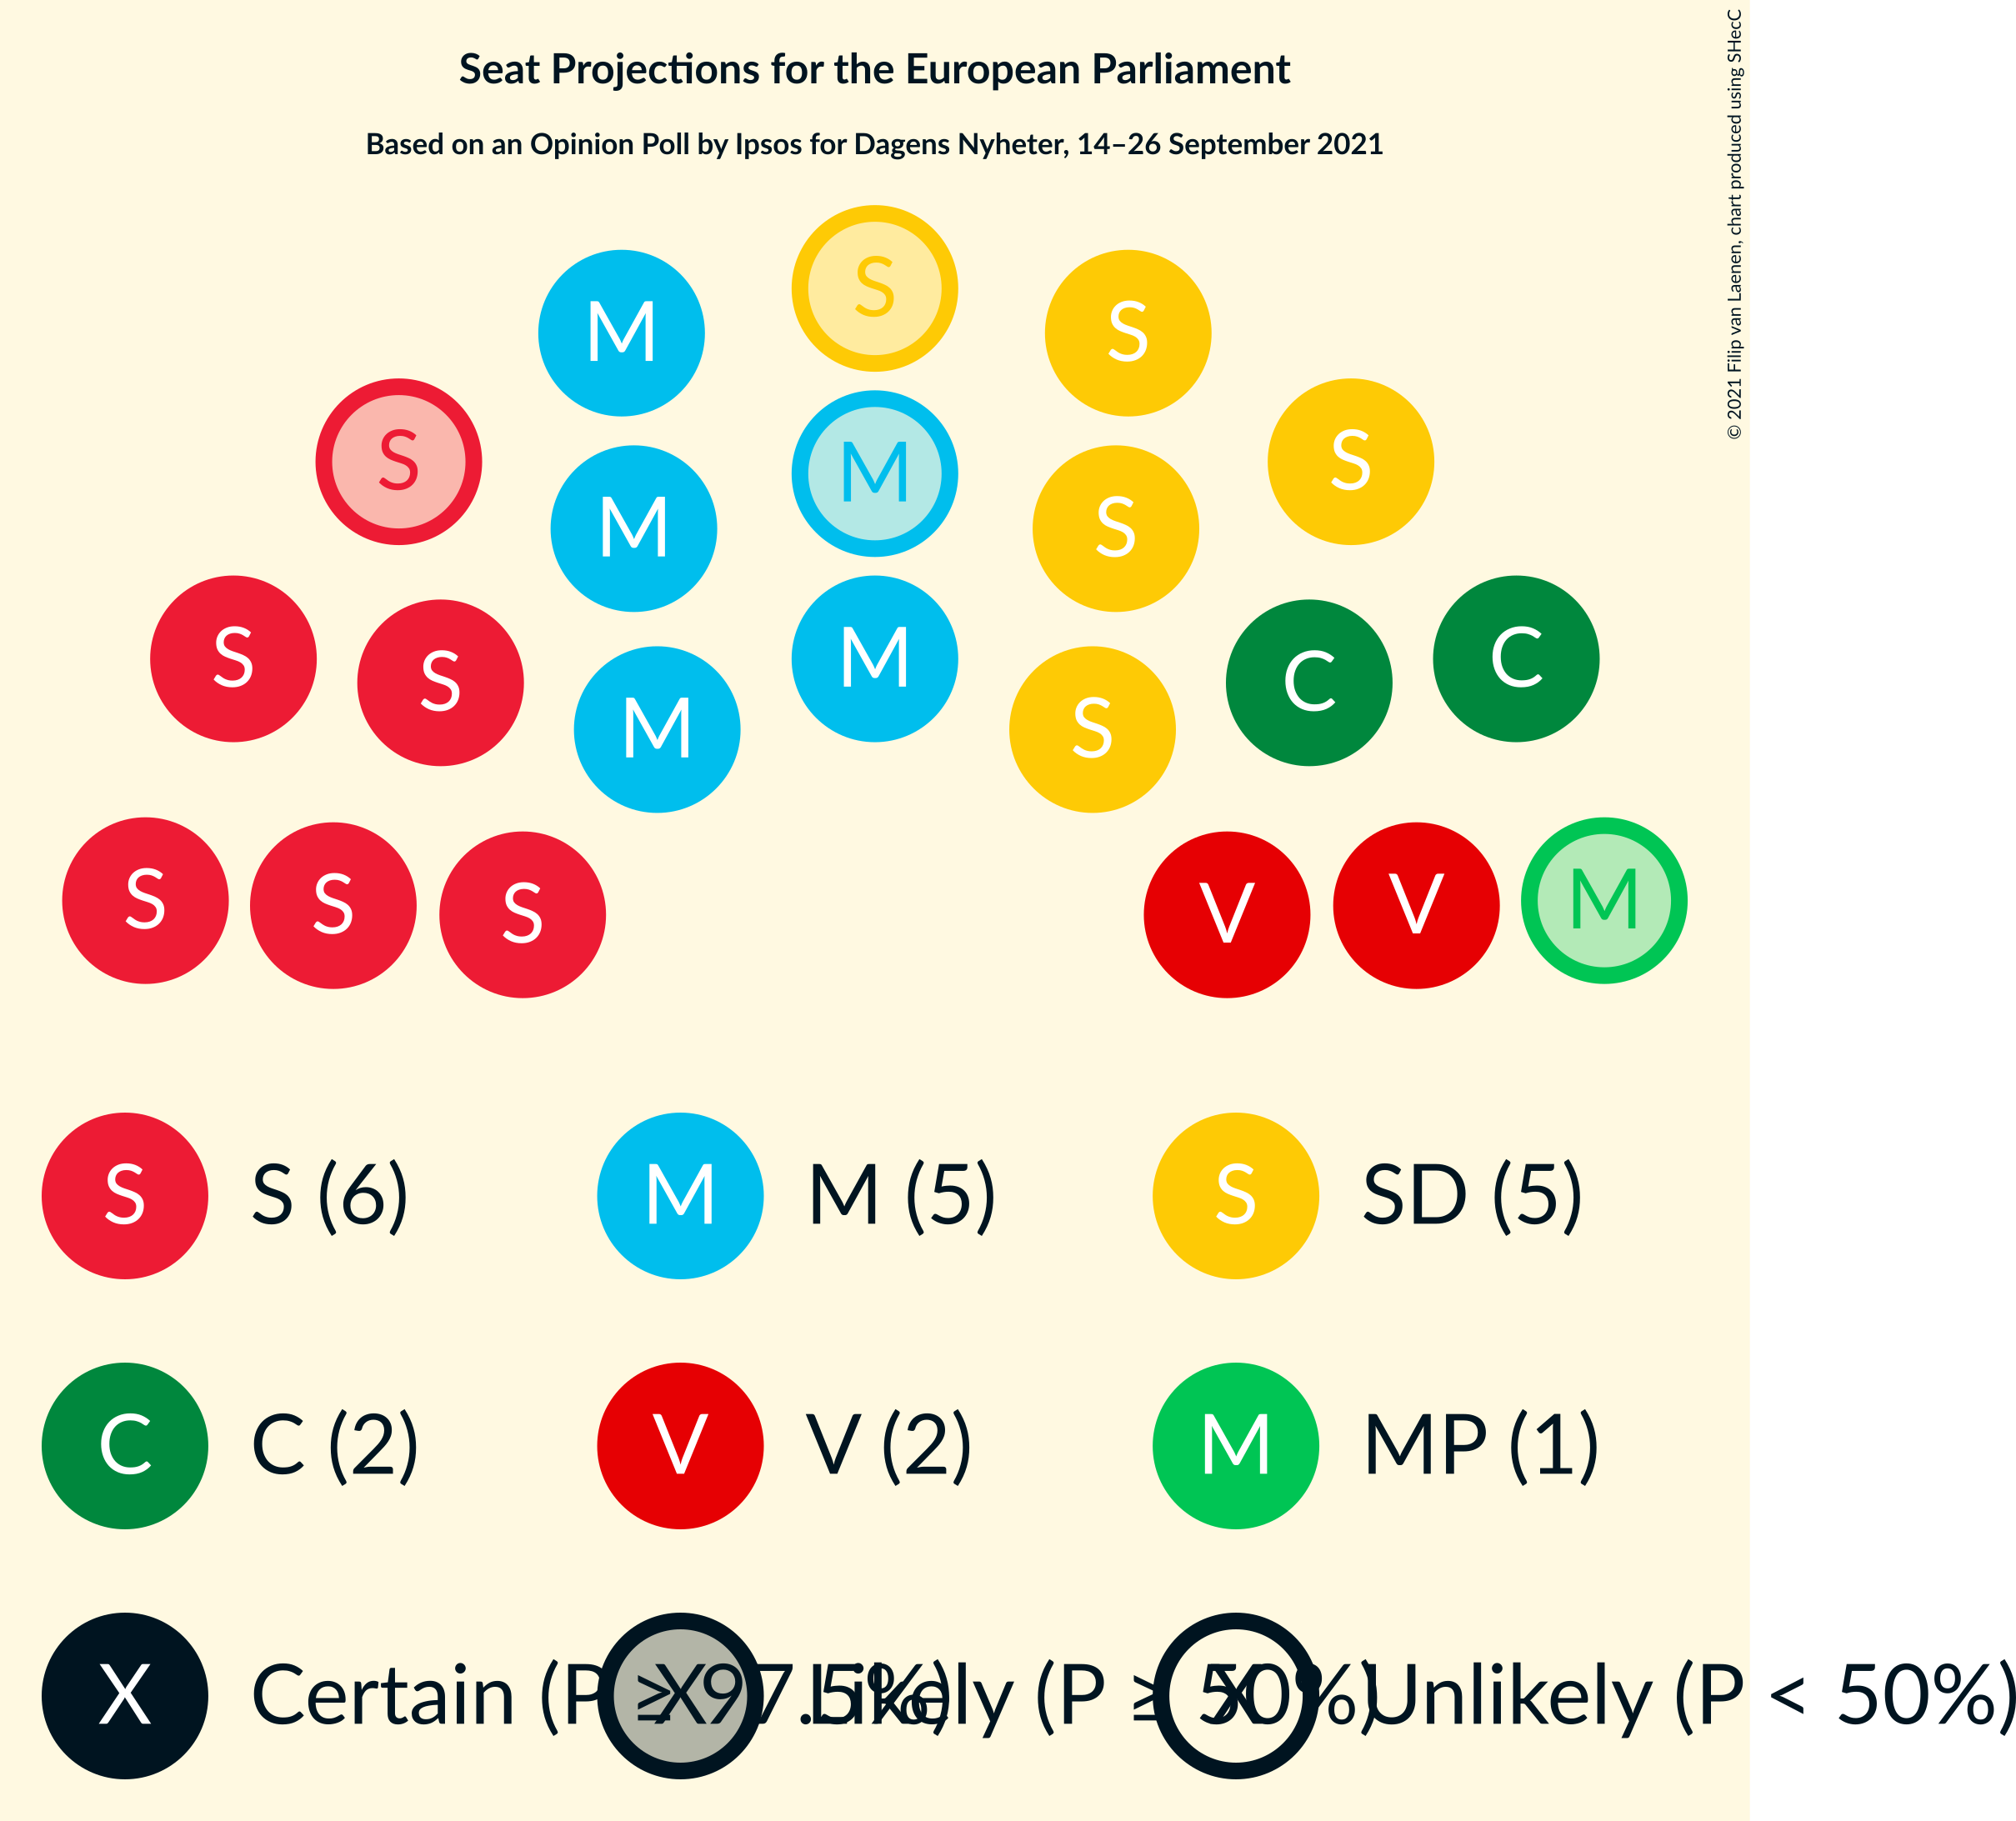 Seat Projections for the European Parliament
Based on an Opinion Poll by Ipsos for Dagens Nyheter, 14–26 September 2021
© 2021 Filip van Laenen, chart produced using SHecC
S
M S
M
S S
M S
S
S
M
C
C
S
M
S
S
S
S
V
V
M
S S (6) M M (5) S SD (5)
C C (2) V V (2) M MP (1)
X Certain (P X Likely (P ≥ 50%) X Unlikely (P < 50%)